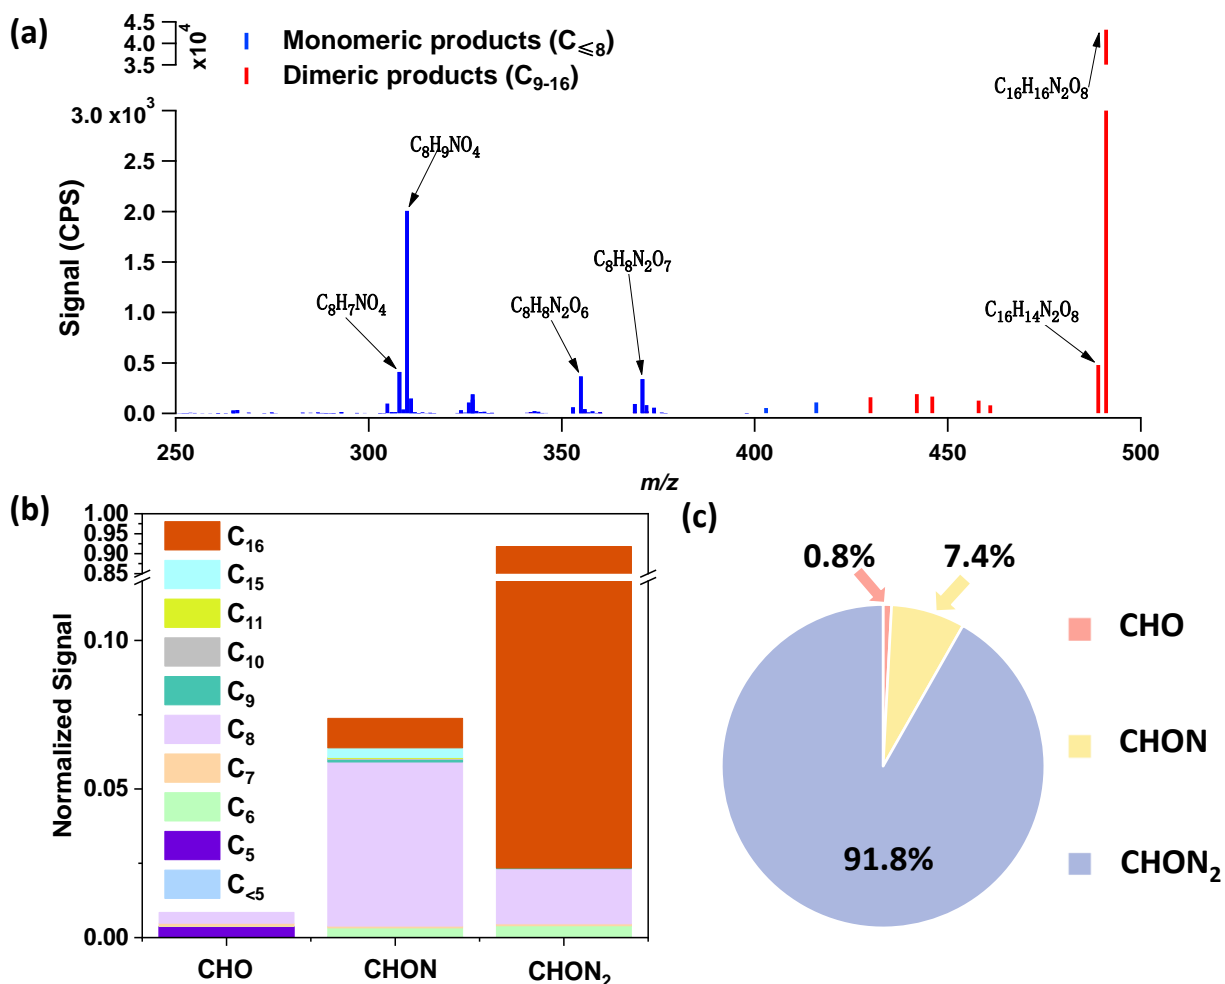 (a)
4.5
4.0
3.5
x10⁴
Monomeric products (C≤8)
Dimeric products (C9-16)
C16H16N2O8
3.0 x10³
2.5
2.0
1.5
1.0
0.5
0.0
Signal (CPS)
C8H9NO4
C8H7NO4
C8H8N2O6
C8H8N2O7
C16H14N2O8
250
300
350
400
450
500
m/z
(b)
1.00
0.95
0.90
0.85
0.10
0.05
0.00
Normalized Signal
C16
C15
C11
C10
C9
C8
C7
C6
C5
C<5
CHO
CHON
CHON2
(c)
0.8%
7.4%
91.8%
CHO
CHON
CHON2